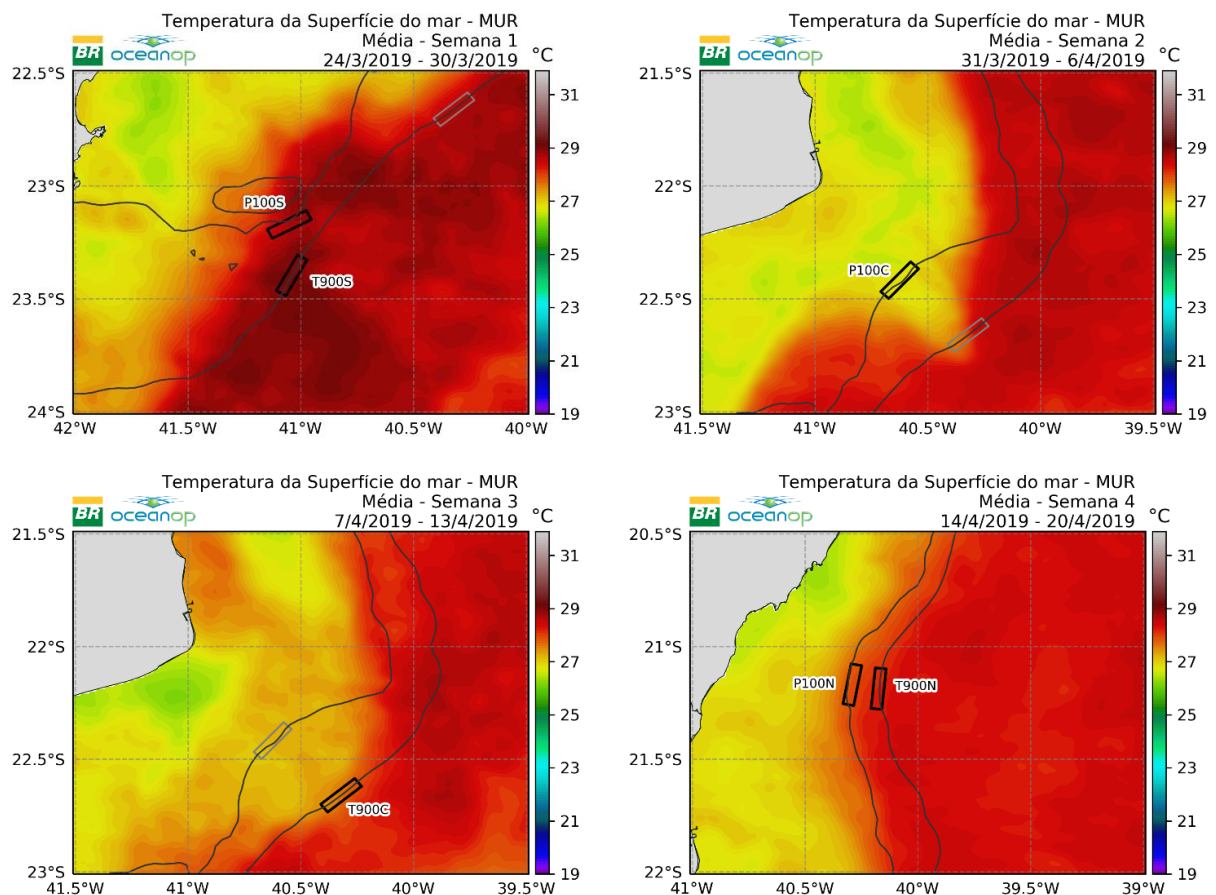 Temperatura da Superfície do mar - MUR
Média - Semana 1
24/3/2019 - 30/3/2019
°C
BR
oceanop
22.5°S
23°S
23.5°S
24°S
42°W
41.5°W
41°W
40.5°W
40°W
P100S
T900S
31
29
27
25
23
21
19
Temperatura da Superfície do mar - MUR
Média - Semana 2
31/3/2019 - 6/4/2019
°C
BR
oceanop
21.5°S
22°S
22.5°S
23°S
41.5°W
41°W
40.5°W
40°W
39.5°W
P100C
31
29
27
25
23
21
19
Temperatura da Superfície do mar - MUR
Média - Semana 3
7/4/2019 - 13/4/2019
°C
BR
oceanop
21.5°S
22°S
22.5°S
23°S
41.5°W
41°W
40.5°W
40°W
39.5°W
T900C
31
29
27
25
23
21
19
Temperatura da Superfície do mar - MUR
Média - Semana 4
14/4/2019 - 20/4/2019
°C
BR
oceanop
20.5°S
21°S
21.5°S
22°S
41°W
40.5°W
40°W
39.5°W
39°W
P100N
T900N
31
29
27
25
23
21
19